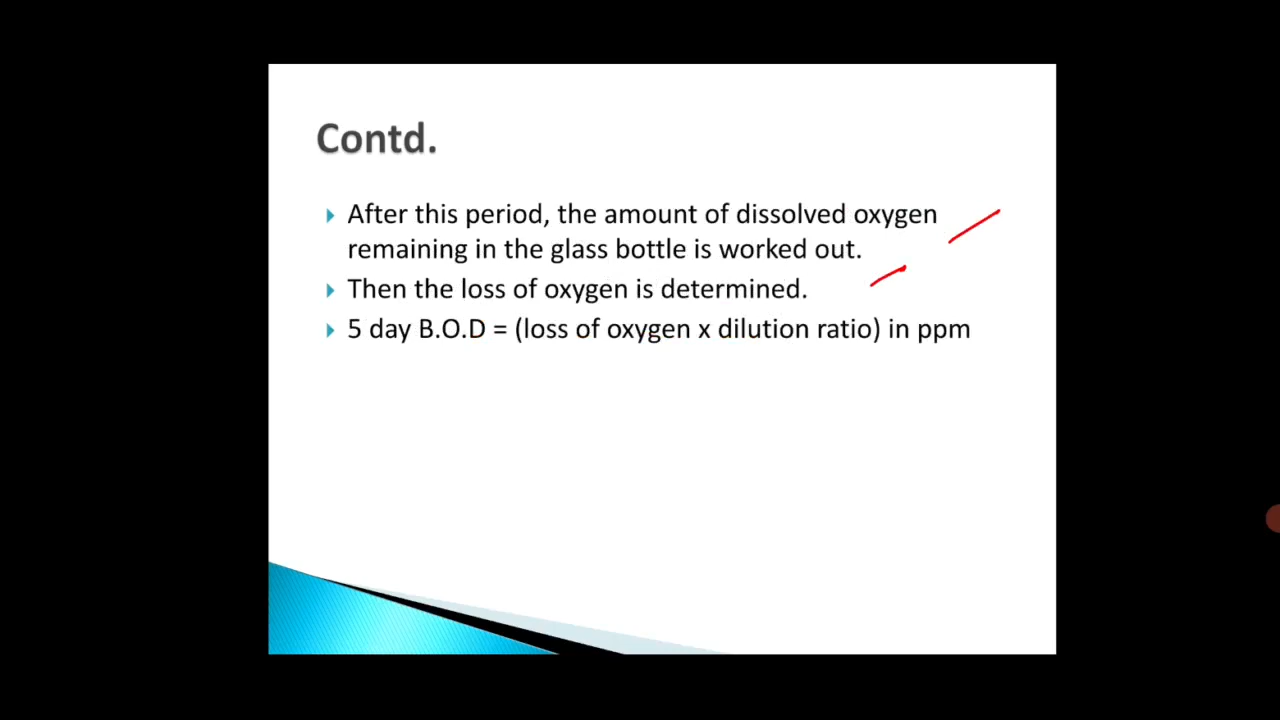 Contd.
After this period, the amount of dissolved oxygen
remaining in the glass bottle is worked out.
Then the loss of oxygen is determined.
5 day B.O.D = (loss of oxygen x dilution ratio) in ppm